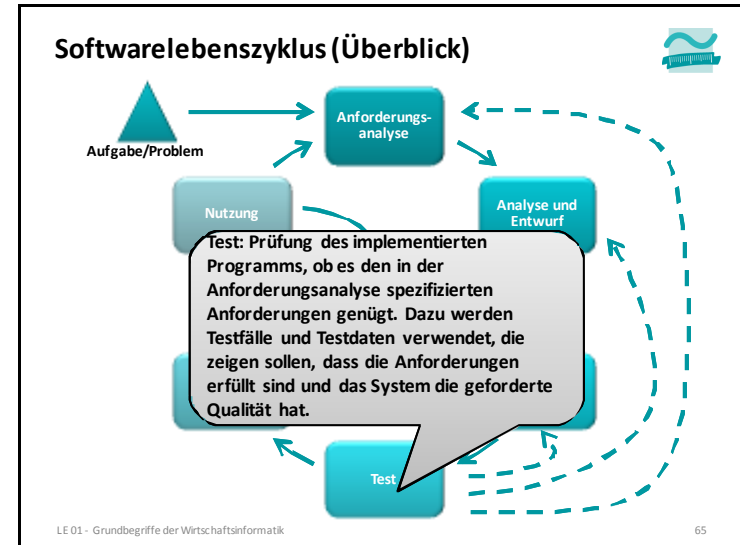 Softwarelebenszyklus (Überblick)
Aufgabe/Problem
Anforderungs-
analyse
Nutzung
Analyse und
Entwurf
Test: Prüfung des implementierten
Programms, ob es den in der
Anforderungsanalyse spezifizierten
Anforderungen genügt. Dazu werden
Testfälle und Testdaten verwendet, die
zeigen sollen, dass die Anforderungen
erfüllt sind und das System die geforderte
Qualität hat.
Test
LE 01 - Grundbegriffe der Wirtschaftsinformatik
65